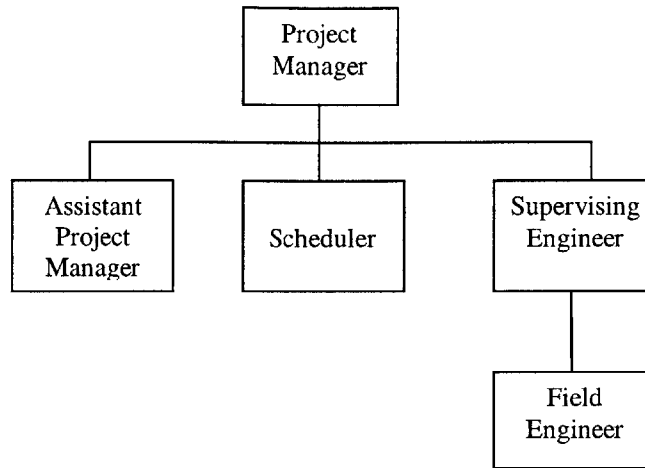 Project
Manager
Assistant
Project
Manager
Scheduler
Supervising
Engineer
Field
Engineer